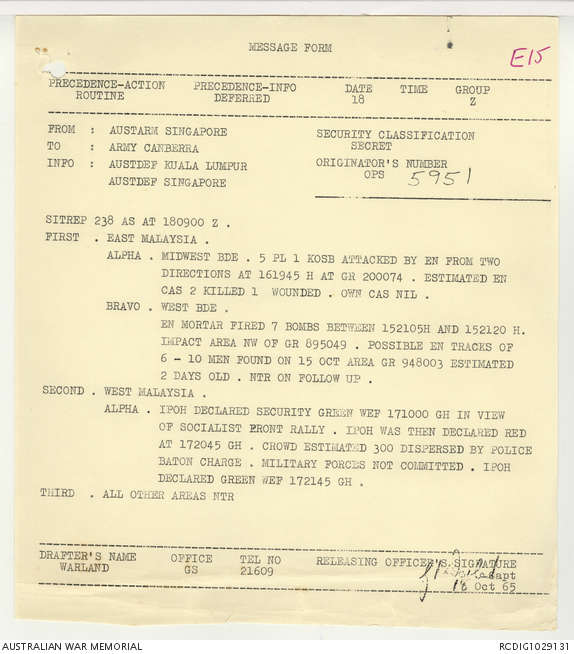 MESSAGE FORM
E15
PRECEDENCE-ACTION PRECEDENCE-INFO DATE TIME GROUP
ROUTINE DEFERRED 18 Z
FROM : AUSTARM SINGAPORE SECURITY CLASSIFICATION
TO : ARMY CANBERRA SECRET
INFO : AUSTDEF KUALA LUMPUR ORIGINATOR'S NUMBER
AUSTDEF SINGAPORE OPS 5951
SITREP 238 AS AT 180900 Z .
FIRST . EAST MALAYSIA .
ALPHA . MIDWEST BDE . 5 PL 1 KOSB ATTACKED BY EN FROM TWO
DIRECTIONS AT 161945 H AT GR 200074 . ESTIMATED EN
CAS 2 KILLED 1 WOUNDED . OWN CAS NIL .
BRAVO . WEST BDE .
EN MORTAR FIRED 7 BOMBS BETWEEN 152105H AND 152120 H.
IMPACT AREA NW OF GR 895049 . POSSIBLE EN TRACKS OF
6 - 10 MEN FOUND ON 15 OCT AREA GR 948003 ESTIMATED
2 DAYS OLD . NTR ON FOLLOW UP .
SECOND . WEST MALAYSIA .
ALPHA . IPOH DECLARED SECURITY GREEN WEF 171000 GH IN VIEW
OF SOCIALIST FRONT RALLY . IPOH WAS THEN DECLARED RED
AT 172045 GH . CROWD ESTIMATED 300 DISPERSED BY POLICE
BATON CHARGE . MILITARY FORCES NOT COMMITTED . IPOH
DECLARED GREEN WEF 172145 GH .
THIRD . ALL OTHER AREAS NTR
DRAFTER'S NAME OFFICE TEL NO RELEASING OFFICER'S SIGNATURE
WARLAND GS 21609 Capt
18 Oct 65
AUSTRALIAN WAR MEMORIAL RCDIG1029131